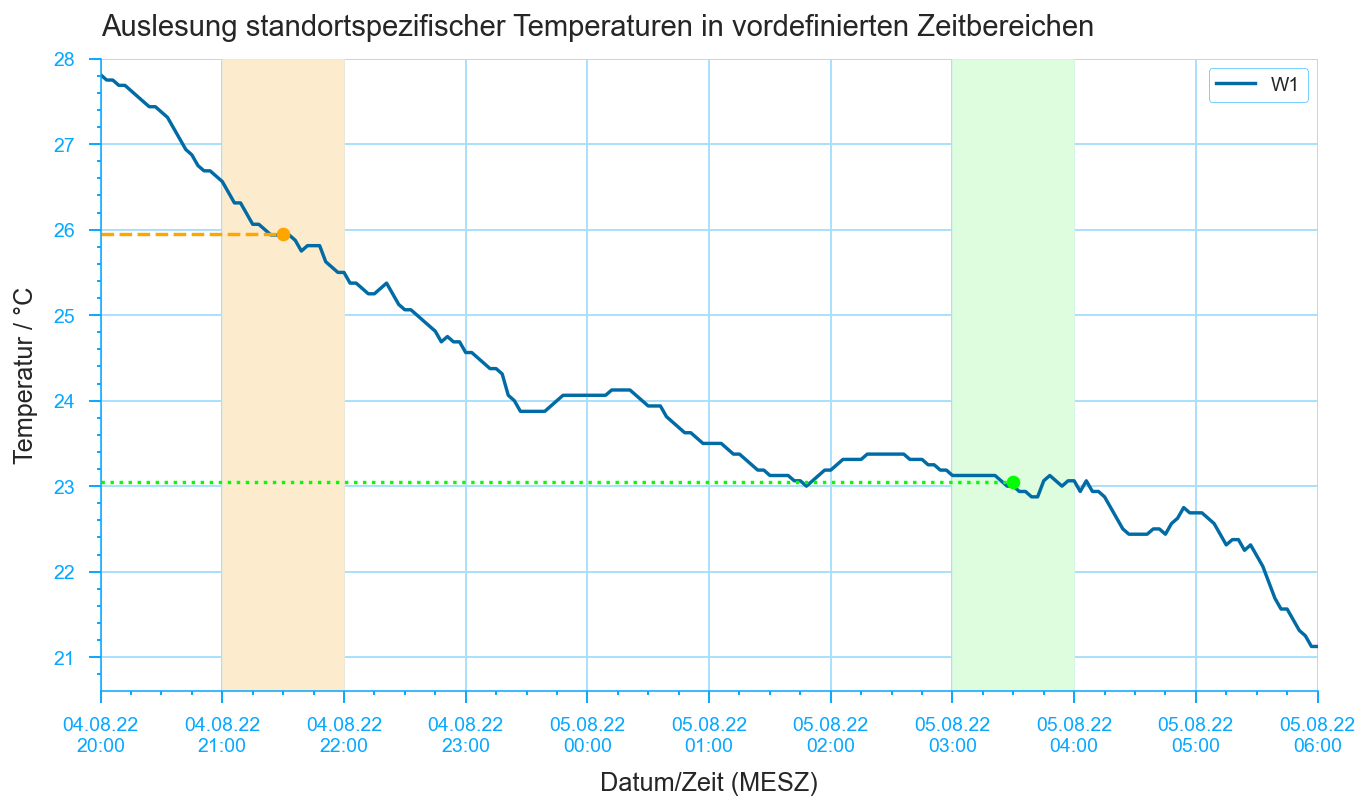 Auslesung standortspezifischer Temperaturen in vordefinierten Zeitbereichen
W1
Temperatur / °C
28
27
26
25
24
23
22
21
04.08.22 04.08.22 04.08.22 04.08.22 05.08.22 05.08.22 05.08.22 05.08.22 05.08.22 05.08.22 05.08.22
20:00 21:00 22:00 23:00 00:00 01:00 02:00 03:00 04:00 05:00 06:00
Datum/Zeit (MESZ)